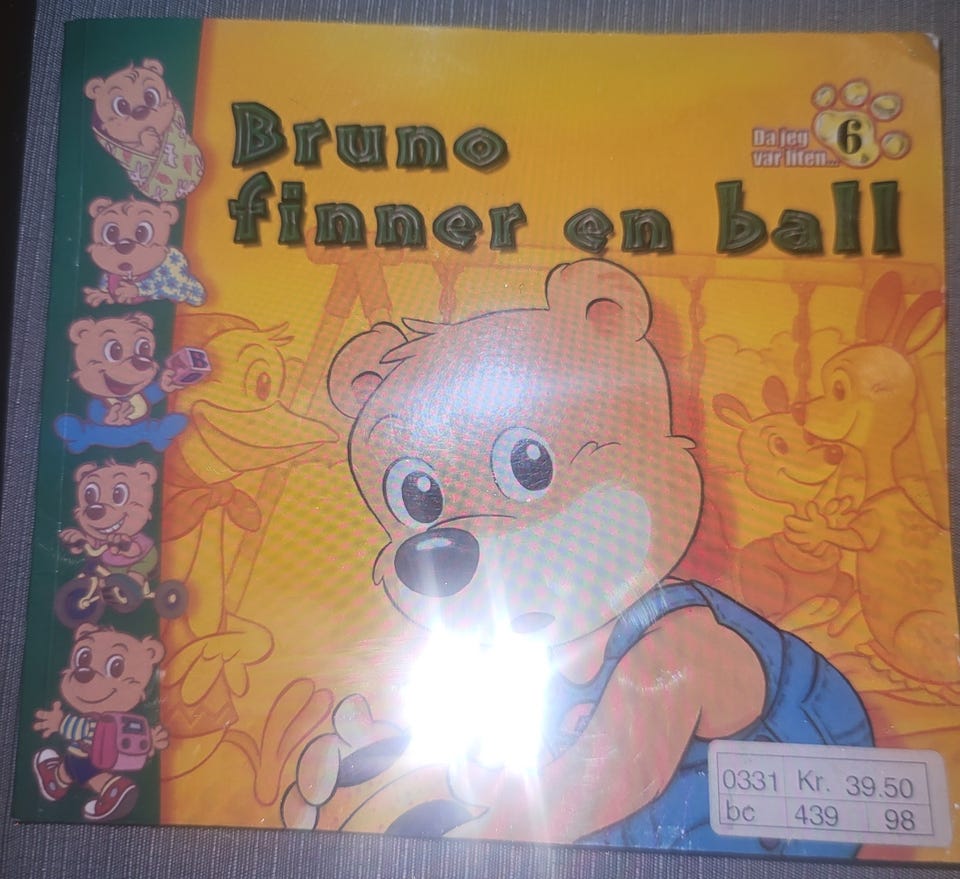 Bruno
finner en ball
Da jeg
var liten...
6
0331 Kr. 39.50
bc 439 98